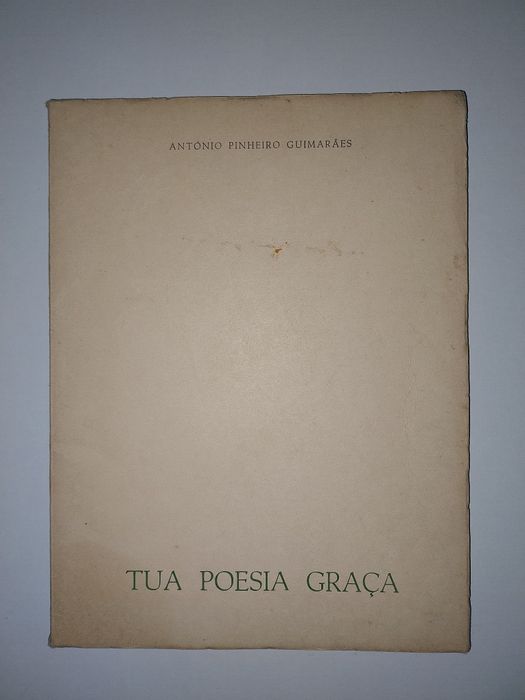 ANTÓNIO PINHEIRO GUIMARÃES
TUA POESIA GRAÇA